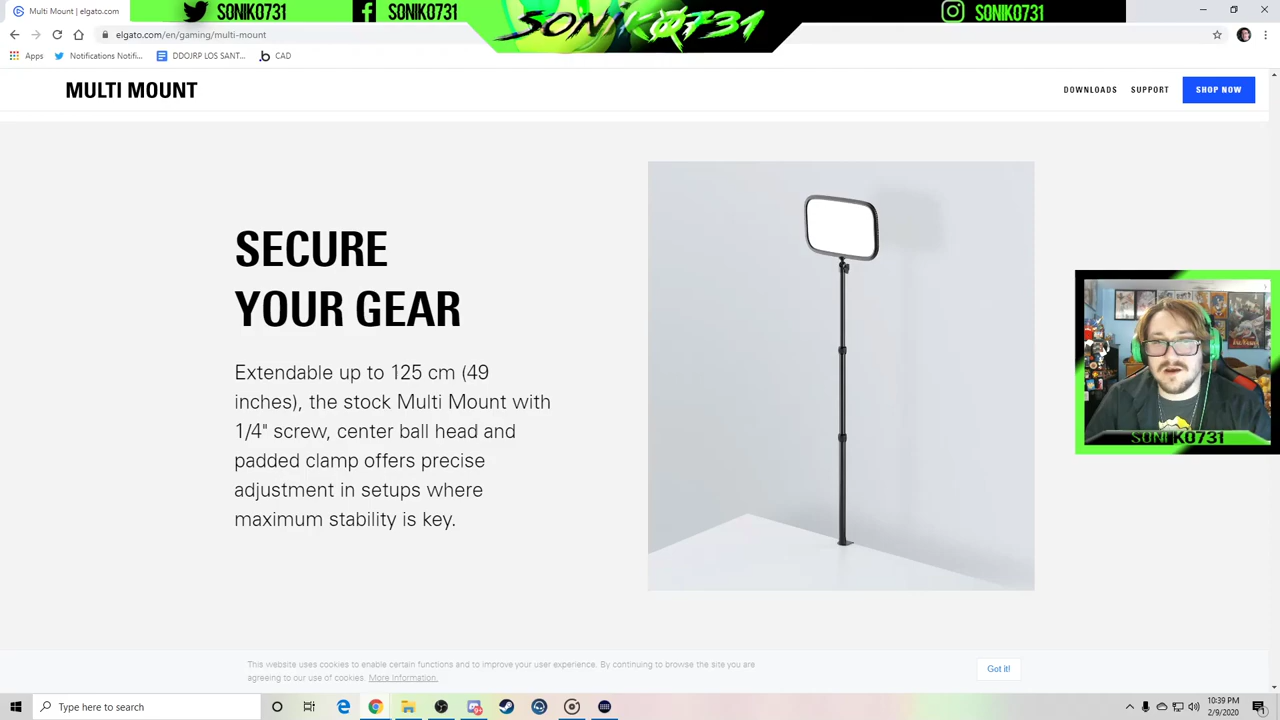 Multi Mount | elgato.com
SONIK0731
SONIK0731
SONIK0731
SONIK0731
elgato.com/en/gaming/multi-mount
Apps
Notifications Notifi...
DDOJRP LOS SANT...
CAD
MULTI MOUNT
DOWNLOADS
SUPPORT
SHOP NOW
SECURE
YOUR GEAR
Extendable up to 125 cm (49
inches), the stock Multi Mount with
1/4" screw, center ball head and
padded clamp offers precise
adjustment in setups where
maximum stability is key.
SONIK0731
This website uses cookies to enable certain functions and to improve your user experience. By continuing to browse the site you are
agreeing to our use of cookies. More Information.
Got it!
Type here to search
10:39 PM
2/9/2020